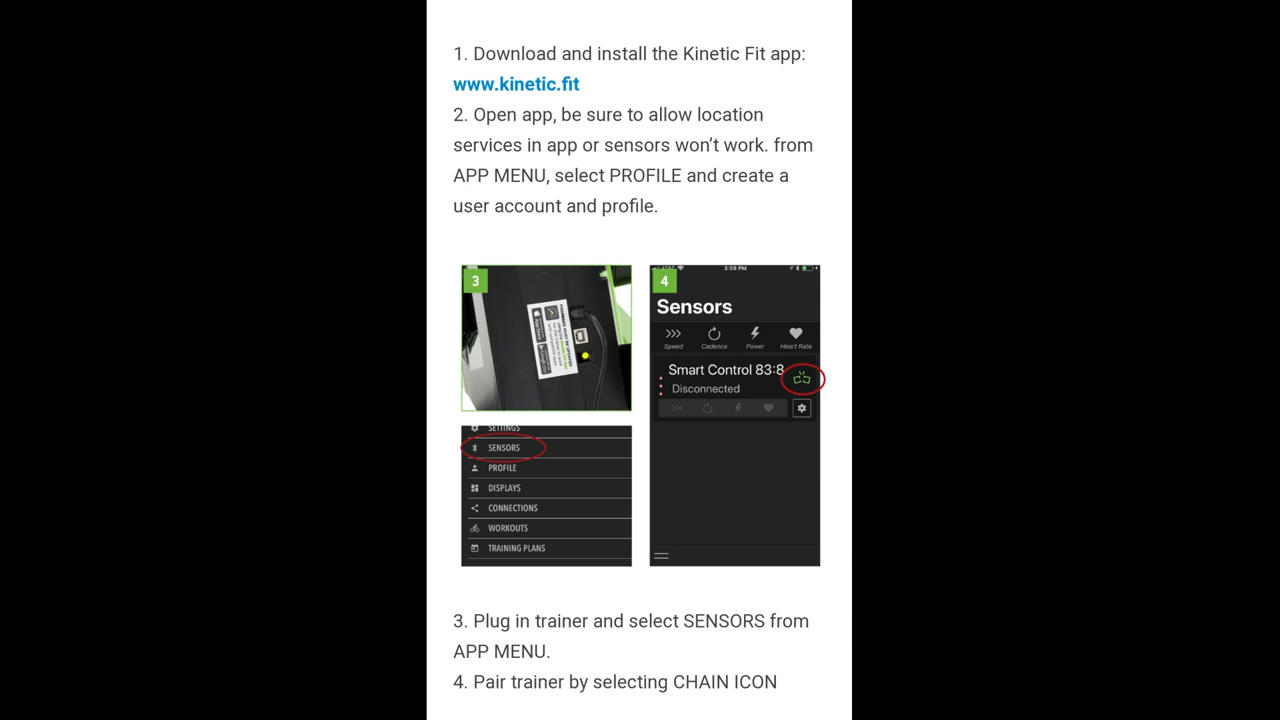 1. Download and install the Kinetic Fit app:
www.kinetic.fit
2. Open app, be sure to allow location
services in app or sensors won’t work. from
APP MENU, select PROFILE and create a
user account and profile.
3
SETTINGS
SENSORS
PROFILE
DISPLAYS
CONNECTIONS
WORKOUTS
TRAINING PLANS
4
3:59 PM
Sensors
Speed Cadence Power Heart Rate
Smart Control 83:8
Disconnected
3. Plug in trainer and select SENSORS from
APP MENU.
4. Pair trainer by selecting CHAIN ICON